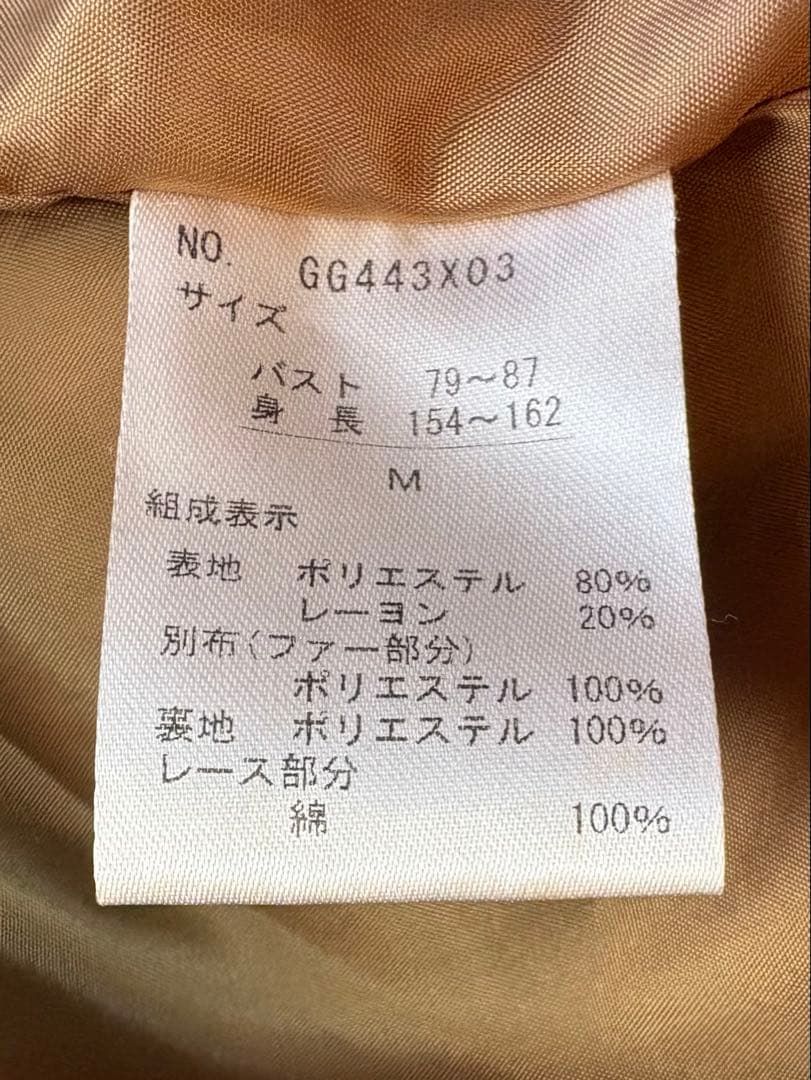 NO. GG443X03
サイズ
バスト 79〜87
身長 154〜162
M
組成表示
表地 ポリエステル 80%
レーヨン 20%
別布(ファー部分)
ポリエステル 100%
裏地 ポリエステル 100%
レース部分
綿 100%